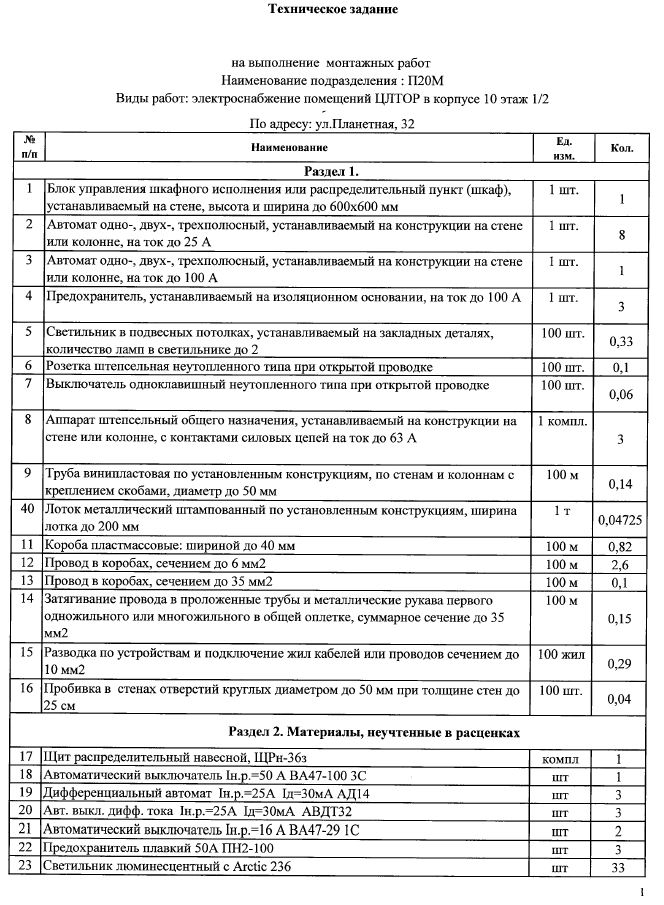 Техническое задание
на выполнение монтажных работ
Наименование подразделения : П20М
Виды работ: электроснабжение помещений ЦЛТОР в корпусе 10 этаж 1/2
По адресу: ул.Планетная, 32
№ п/п Наименование Ед. изм. Кол.
Раздел 1.
1 Блок управления шкафного исполнения или распределительный пункт (шкаф), 1 шт. 1
устанавливаемый на стене, высота и ширина до 600х600 мм
2 Автомат одно-, двух-, трехполюсный, устанавливаемый на конструкции на стене 1 шт. 8
или колонне, на ток до 25 А
3 Автомат одно-, двух-, трехполюсный, устанавливаемый на конструкции на стене 1 шт. 1
или колонне, на ток до 100 А
4 Предохранитель, устанавливаемый на изоляционном основании, на ток до 100 А 1 шт. 3
5 Светильник в подвесных потолках, устанавливаемый на закладных деталях, 100 шт. 0,33
количество ламп в светильнике до 2
6 Розетка штепсельная неутопленного типа при открытой проводке 100 шт. 0,1
7 Выключатель одноклавишный неутопленного типа при открытой проводке 100 шт. 0,06
8 Аппарат штепсельный общего назначения, устанавливаемый на конструкции на 1 компл. 3
стене или колонне, с контактами силовых цепей на ток до 63 А
9 Труба винипластовая по установленным конструкциям, по стенам и колоннам с 100 м 0,14
креплением скобами, диаметр до 50 мм
40 Лоток металлический штампованный по установленным конструкциям, ширина 1 т 0,04725
лотка до 200 мм
11 Короба пластмассовые: шириной до 40 мм 100 м 0,82
12 Провод в коробах, сечением до 6 мм2 100 м 2,6
13 Провод в коробах, сечением до 35 мм2 100 м 0,1
14 Затягивание провода в проложенные трубы и металлические рукава первого 100 м 0,15
одножильного или многожильного в общей оплетке, суммарное сечение до 35
мм2
15 Разводка по устройствам и подключение жил кабелей или проводов сечением до 100 жил 0,29
10 мм2
16 Пробивка в стенах отверстий круглых диаметром до 50 мм при толщине стен до 100 шт. 0,04
25 см
Раздел 2. Материалы, неучтенные в расценках
17 Щит распределительный навесной, ЩРн-36з компл 1
18 Автоматический выключатель Iн.р.=50 А ВА47-100 3С шт 1
19 Дифференциальный автомат Iн.р.=25А Iд=30мА АД14 шт 3
20 Авт. выкл. дифф. тока Iн.р.=25А Iд=30мА АВДТ32 шт 3
21 Автоматический выключатель Iн.р.=16 А ВА47-29 1С шт 2
22 Предохранитель плавкий 50А ПН2-100 шт 3
23 Светильник люминесцентный с Arctic 236 шт 33
1